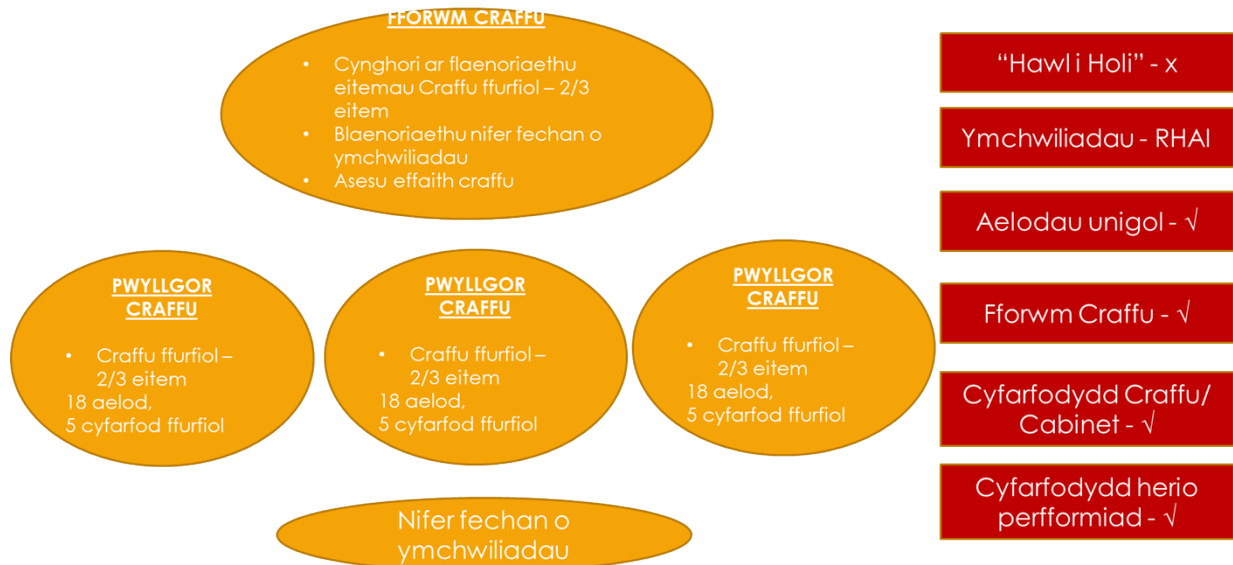 FFORWM CRAFFU
• Cynghori ar flaenoriaethu
eitemau Craffu ffurfiol – 2/3
eitem
• Blaenoriaethu nifer fechan o
ymchwiliadau
• Asesu effaith craffu
PWYLLGOR
CRAFFU
• Craffu ffurfiol –
2/3 eitem
18 aelod,
5 cyfarfod ffurfiol
PWYLLGOR
CRAFFU
• Craffu ffurfiol –
2/3 eitem
18 aelod,
5 cyfarfod ffurfiol
PWYLLGOR
CRAFFU
• Craffu ffurfiol –
2/3 eitem
18 aelod,
5 cyfarfod ffurfiol
Nifer fechan o
ymchwiliadau
“Hawl i Holi” - x
Ymchwiliadau - RHAI
Aelodau unigol - √
Fforwm Craffu - √
Cyfarfodydd Craffu/
Cabinet - √
Cyfarfodydd herio
perfformiad - √